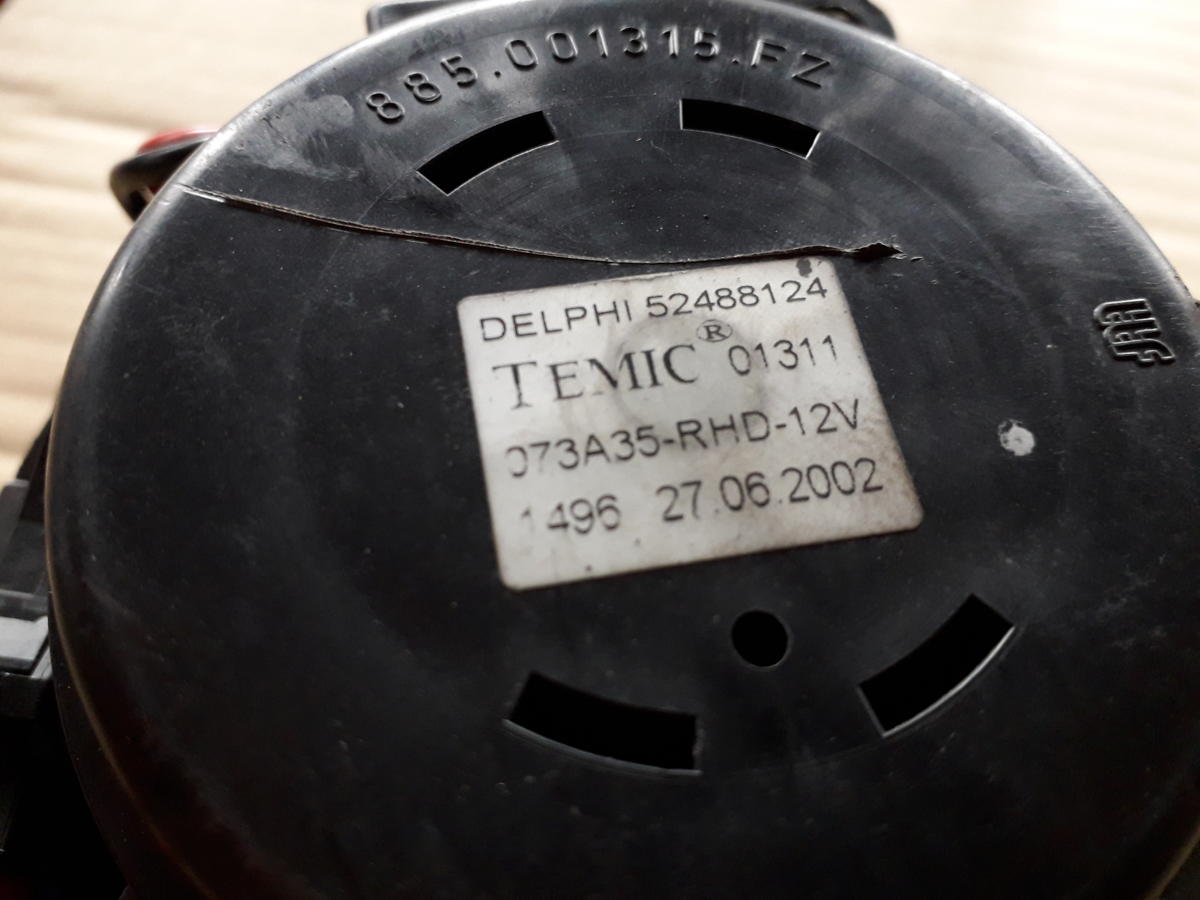 885.001315.FZ
DELPHI 52488124
TEMIC® 01311
073A35-RHD-12V
1496 27.06.2002